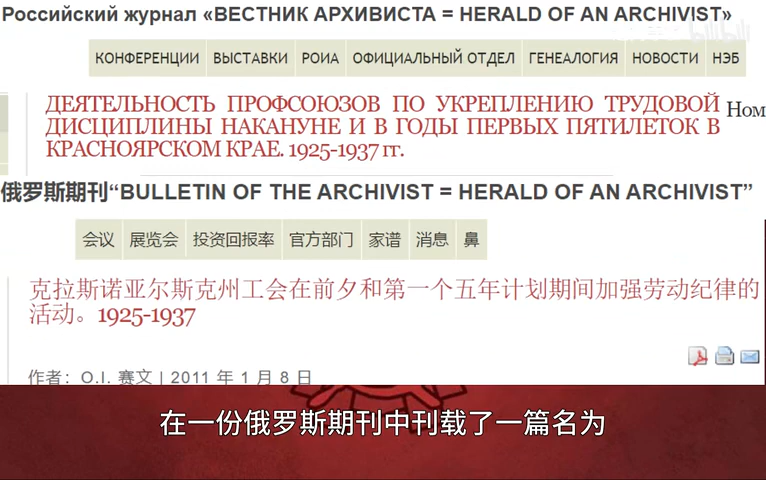 Российский журнал «ВЕСТНИК АРХИВИСТА = HERALD OF AN ARCHIVIST»
bilibili
КОНФЕРЕНЦИИ ВЫСТАВКИ РОИА ОФИЦИАЛЬНЫЙ ОТДЕЛ ГЕНЕАЛОГИЯ НОВОСТИ НЭБ
ДЕЯТЕЛЬНОСТЬ ПРОФСОЮЗОВ ПО УКРЕПЛЕНИЮ ТРУДОВОЙ
Ном
ДИСЦИПЛИНЫ НАКАНУНЕ И В ГОДЫ ПЕРВЫХ ПЯТИЛЕТОК В
КРАСНОЯРСКОМ КРАЕ. 1925-1937 гг.
俄罗斯期刊“BULLETIN OF THE ARCHIVIST = HERALD OF AN ARCHIVIST”
会议 展览会 投资回报率 官方部门 家谱 消息 鼻
克拉斯诺亚尔斯克州工会在前夕和第一个五年计划期间加强劳动纪律的
活动。1925-1937
作者：O.I. 赛文 | 2011 年 1 月 8 日
在一份俄罗斯期刊中刊载了一篇名为